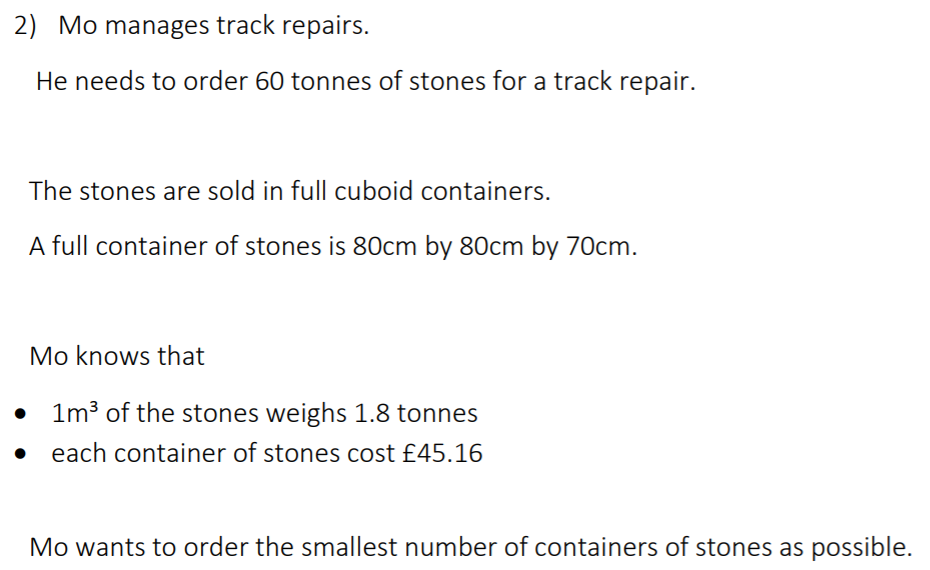 2) Mo manages track repairs.
He needs to order 60 tonnes of stones for a track repair.
The stones are sold in full cuboid containers.
A full container of stones is 80cm by 80cm by 70cm.
Mo knows that
• 1m³ of the stones weighs 1.8 tonnes
• each container of stones cost £45.16
Mo wants to order the smallest number of containers of stones as possible.